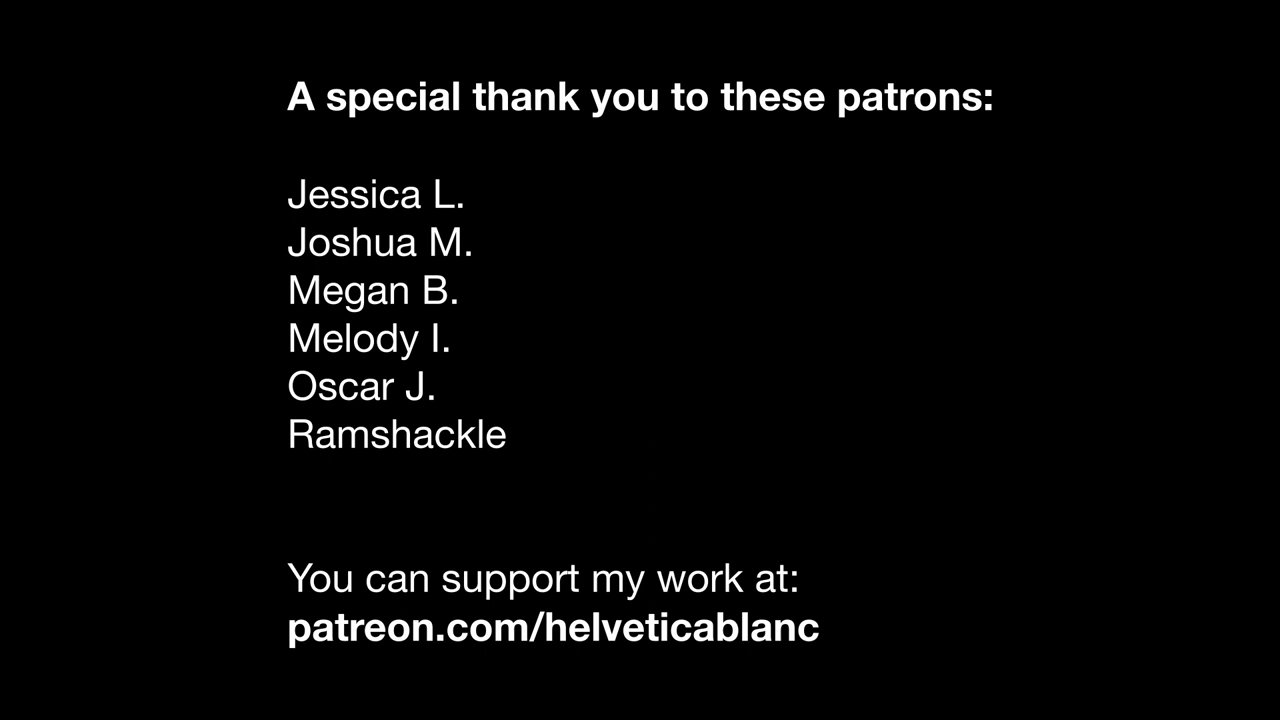 A special thank you to these patrons:
Jessica L.
Joshua M.
Megan B.
Melody I.
Oscar J.
Ramshackle
You can support my work at:
patreon.com/helveticablanc